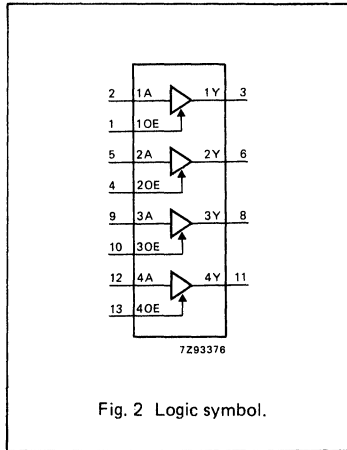 2 1A 1Y 3
1 1OE
5 2A 2Y 6
4 2OE
9 3A 3Y 8
10 3OE
12 4A 4Y 11
13 4OE
7Z93376
Fig. 2 Logic symbol.